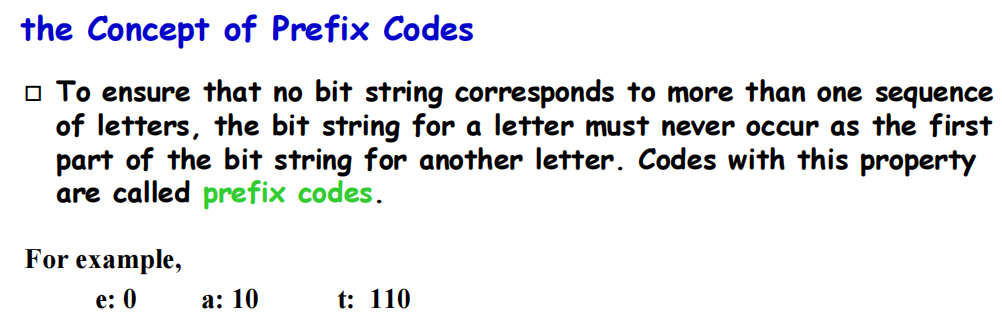 the Concept of Prefix Codes
□ To ensure that no bit string corresponds to more than one sequence
of letters, the bit string for a letter must never occur as the first
part of the bit string for another letter. Codes with this property
are called prefix codes.
For example,
e: 0 a: 10 t: 110